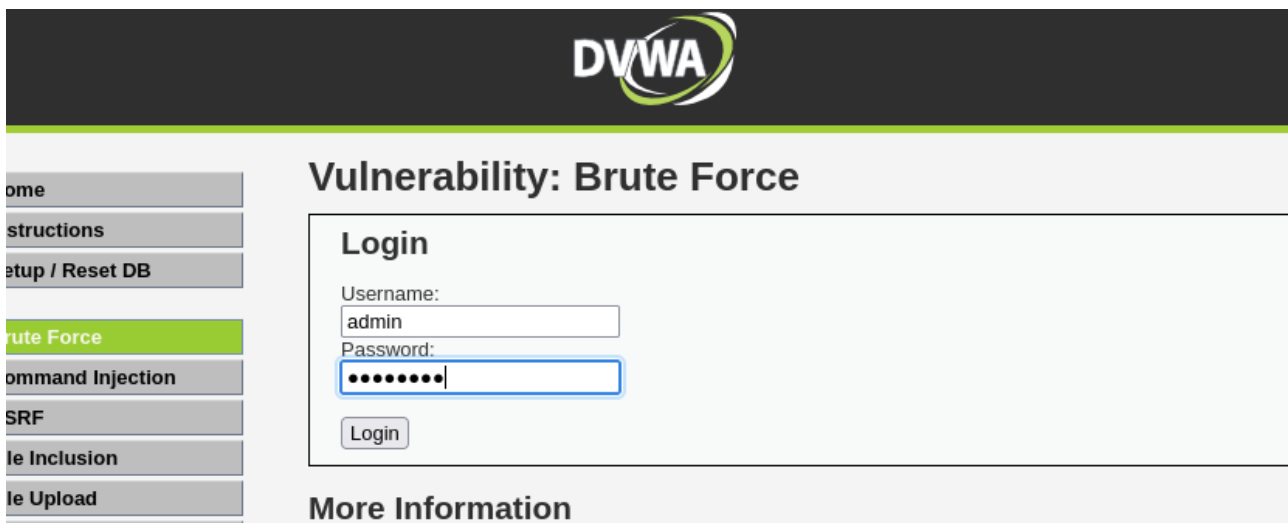 DVWA
ome
structions
etup / Reset DB
rute Force
ommand Injection
SRF
le Inclusion
le Upload
Vulnerability: Brute Force
Login
Username:
admin
Password:
••••••••
Login
More Information